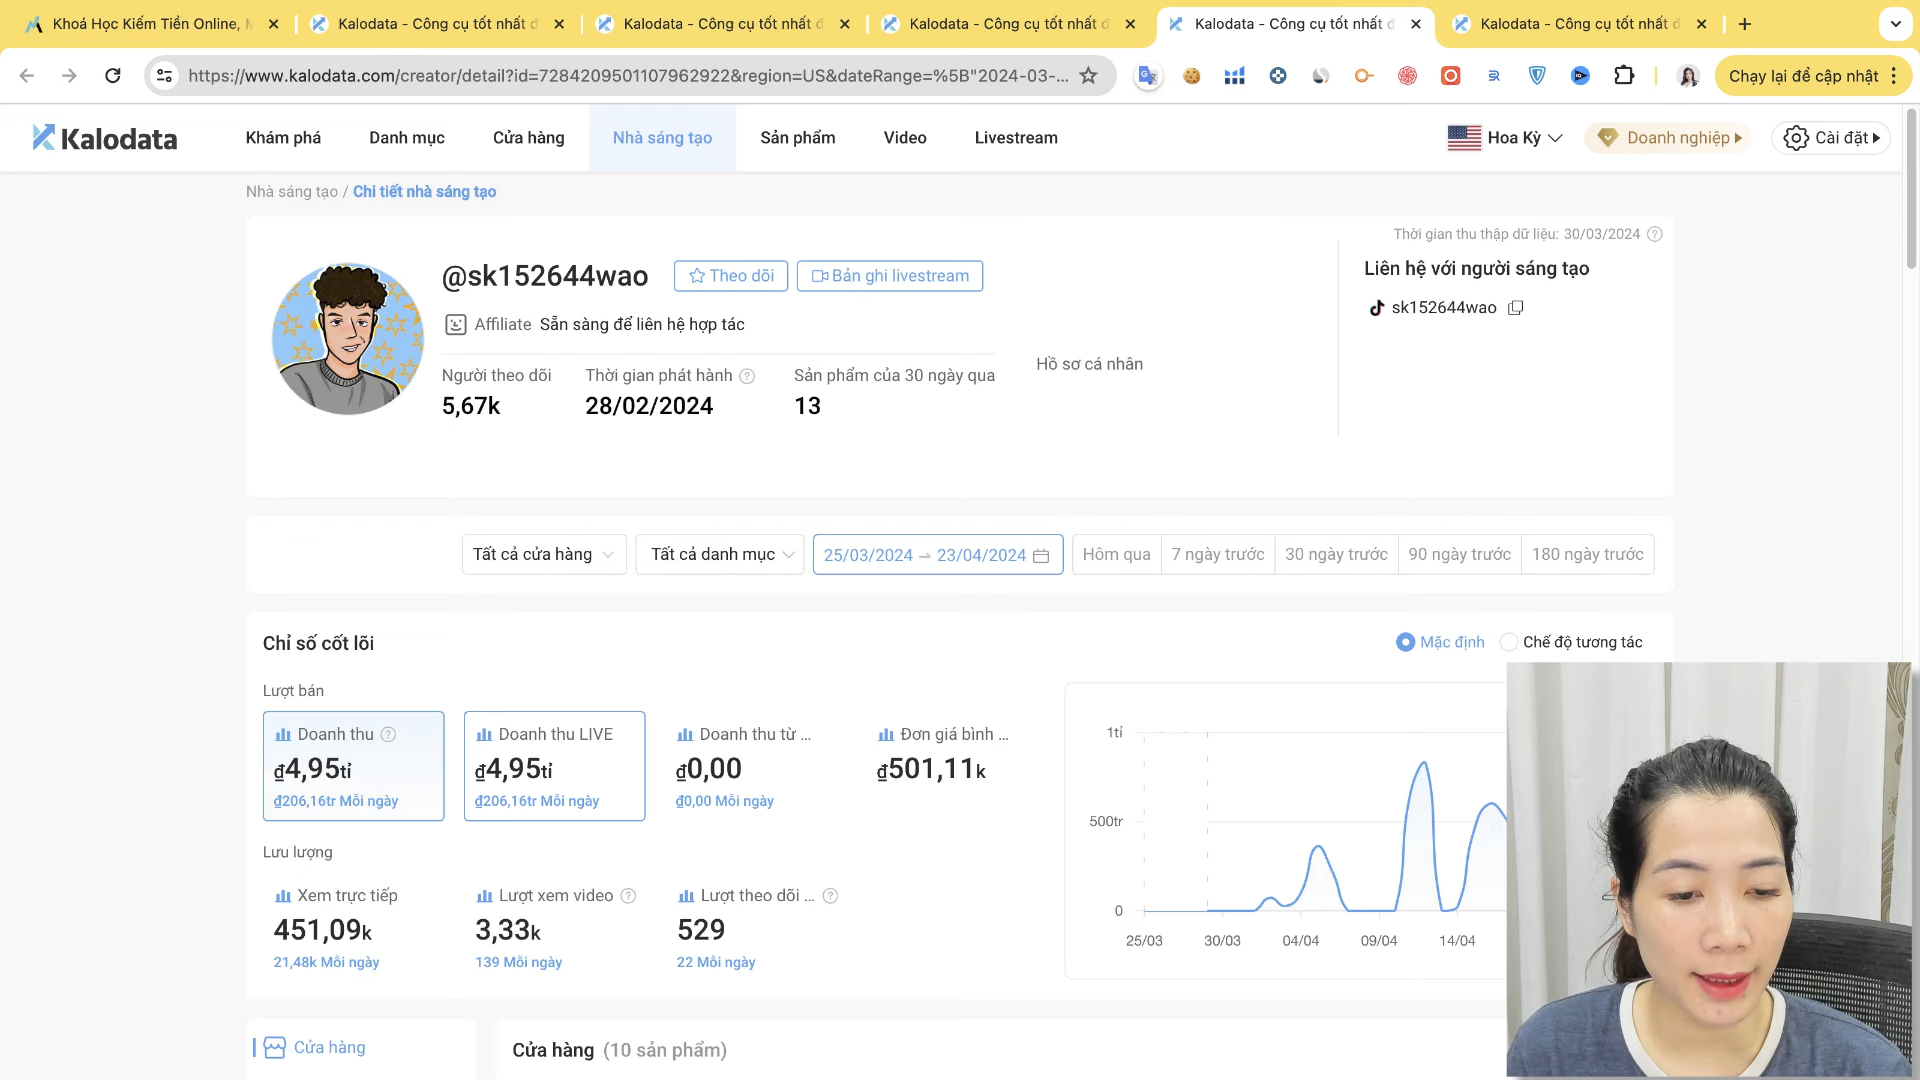 Khoá Học Kiếm Tiền Online, M
Kalodata - Công cụ tốt nhất đ
Kalodata - Công cụ tốt nhất đ
Kalodata - Công cụ tốt nhất đ
Kalodata - Công cụ tốt nhất đ
Kalodata - Công cụ tốt nhất đ
https://www.kalodata.com/creator/detail?id=7284209501107962922&region=US&dateRange=%5B"2024-03-...
Chạy lại để cập nhật
Kalodata
Khám phá
Danh mục
Cửa hàng
Nhà sáng tạo
Sản phẩm
Video
Livestream
Hoa Kỳ
Doanh nghiệp
Cài đặt
Nhà sáng tạo / Chi tiết nhà sáng tạo
Thời gian thu thập dữ liệu: 30/03/2024
@sk152644wao
Theo dõi
Bản ghi livestream
Liên hệ với người sáng tạo
sk152644wao
Affiliate Sẵn sàng để liên hệ hợp tác
Người theo dõi
5,67k
Thời gian phát hành
28/02/2024
Sản phẩm của 30 ngày qua
13
Hồ sơ cá nhân
Tất cả cửa hàng
Tất cả danh mục
25/03/2024 → 23/04/2024
Hôm qua
7 ngày trước
30 ngày trước
90 ngày trước
180 ngày trước
Chỉ số cốt lõi
Mặc định
Chế độ tương tác
Lượt bán
Doanh thu
₫4,95tỉ
₫206,16tr Mỗi ngày
Doanh thu LIVE
₫4,95tỉ
₫206,16tr Mỗi ngày
Doanh thu từ ...
₫0,00
₫0,00 Mỗi ngày
Đơn giá bình ...
₫501,11k
Lưu lượng
Xem trực tiếp
451,09k
21,48k Mỗi ngày
Lượt xem video
3,33k
139 Mỗi ngày
Lượt theo dõi ...
529
22 Mỗi ngày
1tỉ
500tr
0
25/03
30/03
04/04
09/04
14/04
Cửa hàng
Cửa hàng (10 sản phẩm)